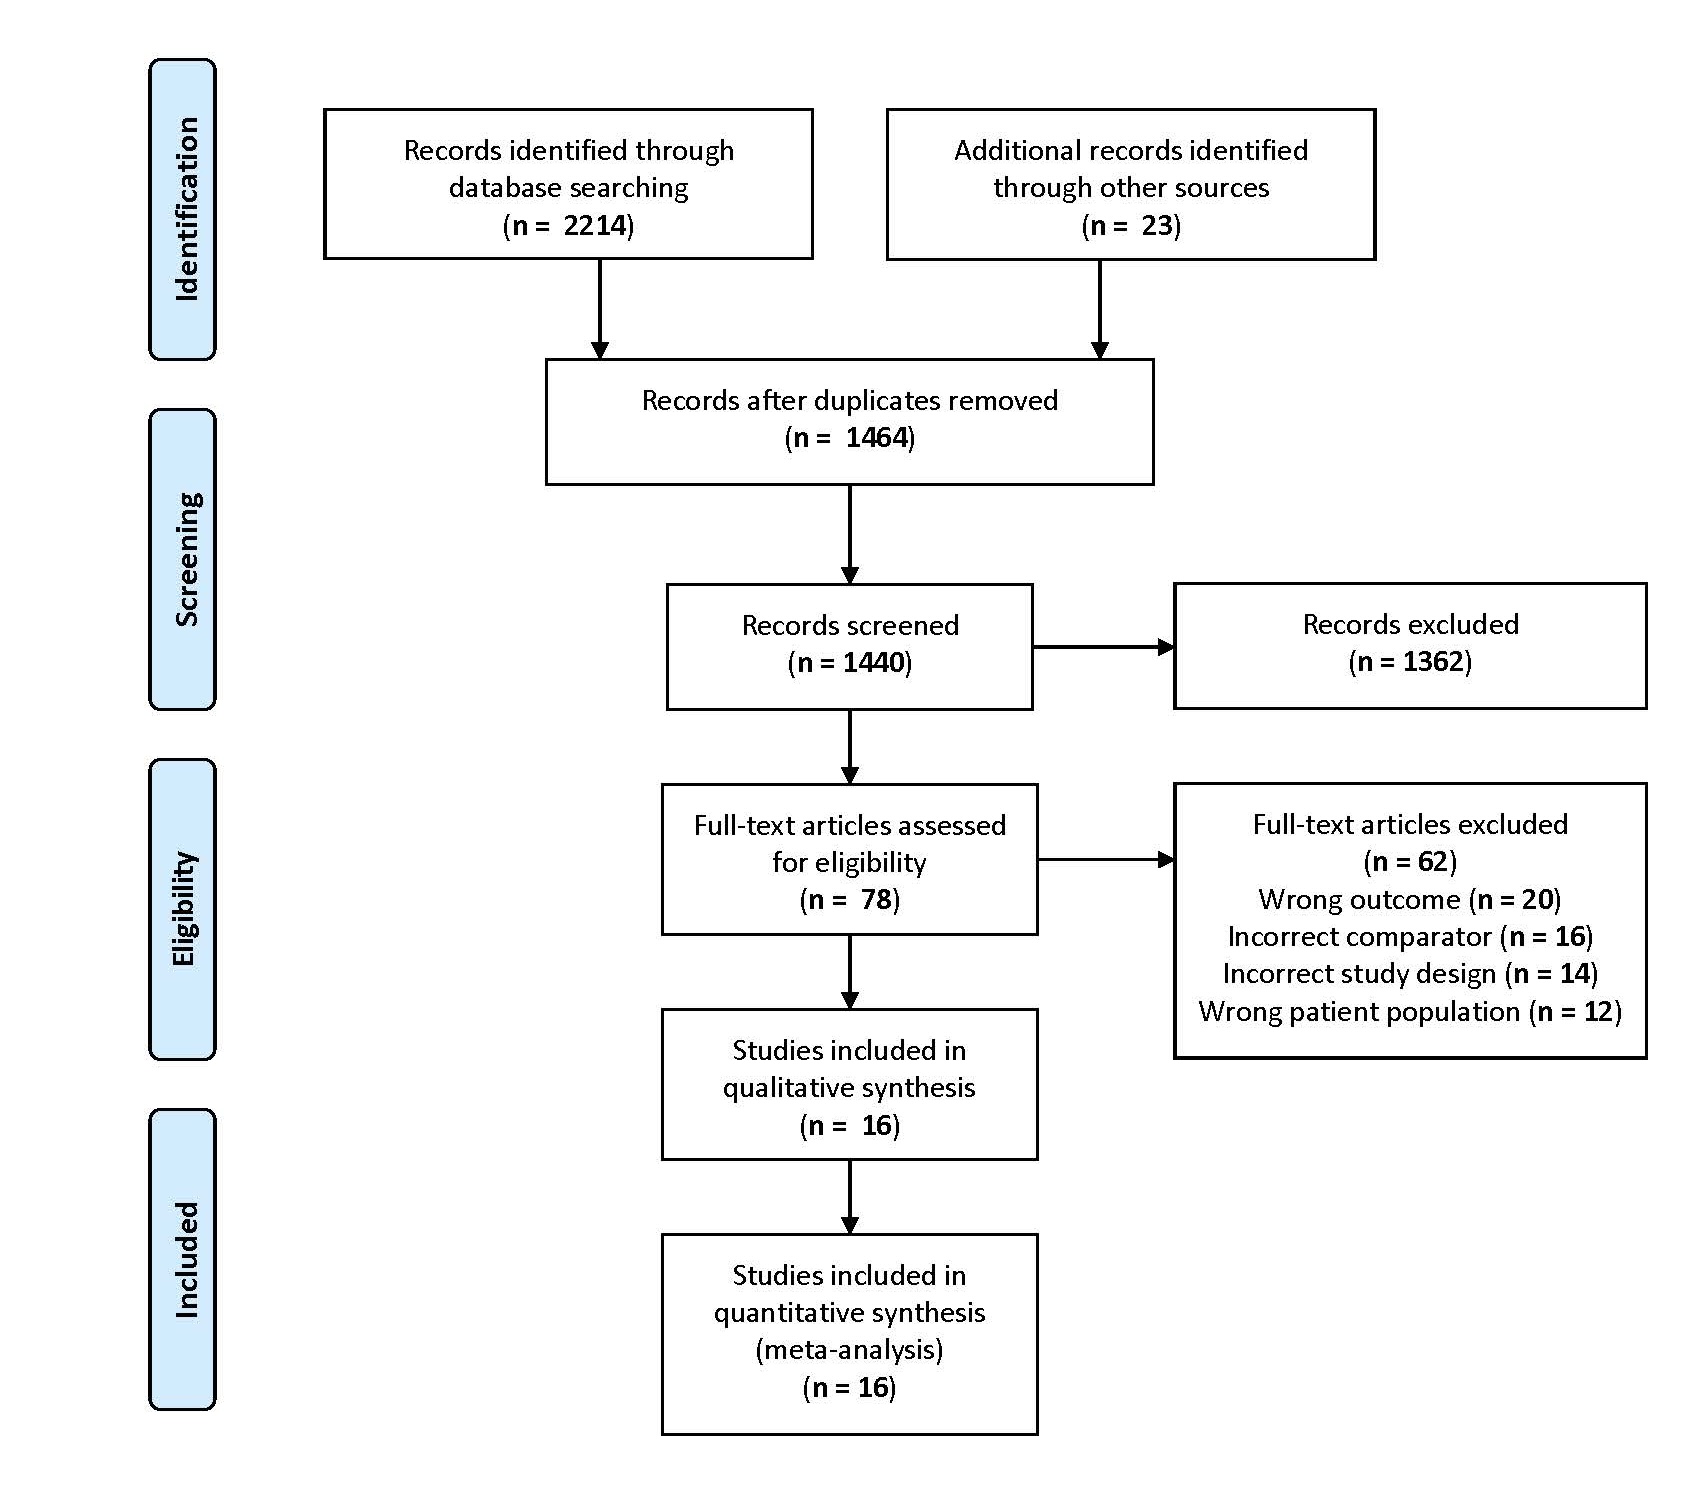 Identification
Records identified through
database searching
(n =  2214)
Additional records identified
through other sources
(n =  23)
Records after duplicates removed
(n =  1464)
Screening
Records screened
(n = 1440)
Records excluded
(n = 1362)
Eligibility
Full-text articles assessed
for eligibility
(n =  78)
Full-text articles excluded
(n = 62)
Wrong outcome (n = 20)
Incorrect comparator (n = 16)
Incorrect study design (n = 14)
Wrong patient population (n = 12)
Studies included in
qualitative synthesis
(n =  16)
Included
Studies included in
quantitative synthesis
(meta-analysis)
(n = 16)